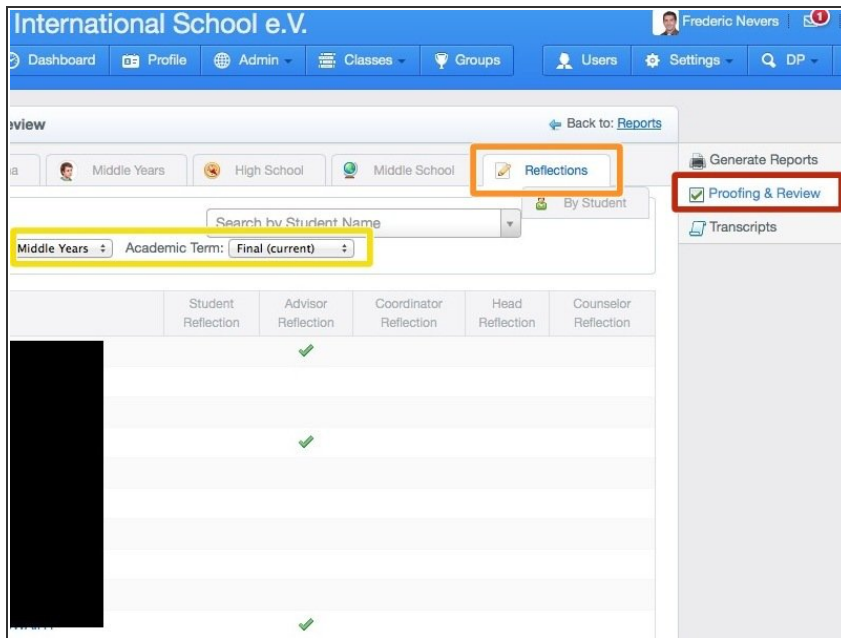 International School e.V.
Frederic Nevers
1
Dashboard
Profile
Admin
Classes
Groups
Users
Settings
DP
eview
Back to: Reports
Middle Years
High School
Middle School
Reflections
By Student
Search by Student Name
Middle Years
Academic Term: Final (current)
Generate Reports
Proofing & Review
Transcripts
Student Reflection
Advisor Reflection
Coordinator Reflection
Head Reflection
Counselor Reflection